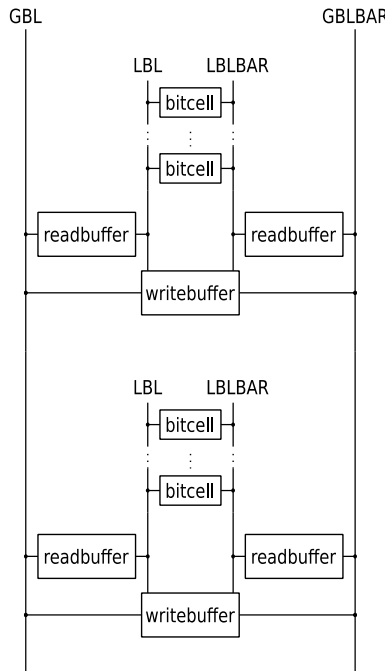 GBL GBLBAR
LBL LBLBAR
bitcell
bitcell
readbuffer readbuffer
writebuffer
LBL LBLBAR
bitcell
bitcell
readbuffer readbuffer
writebuffer